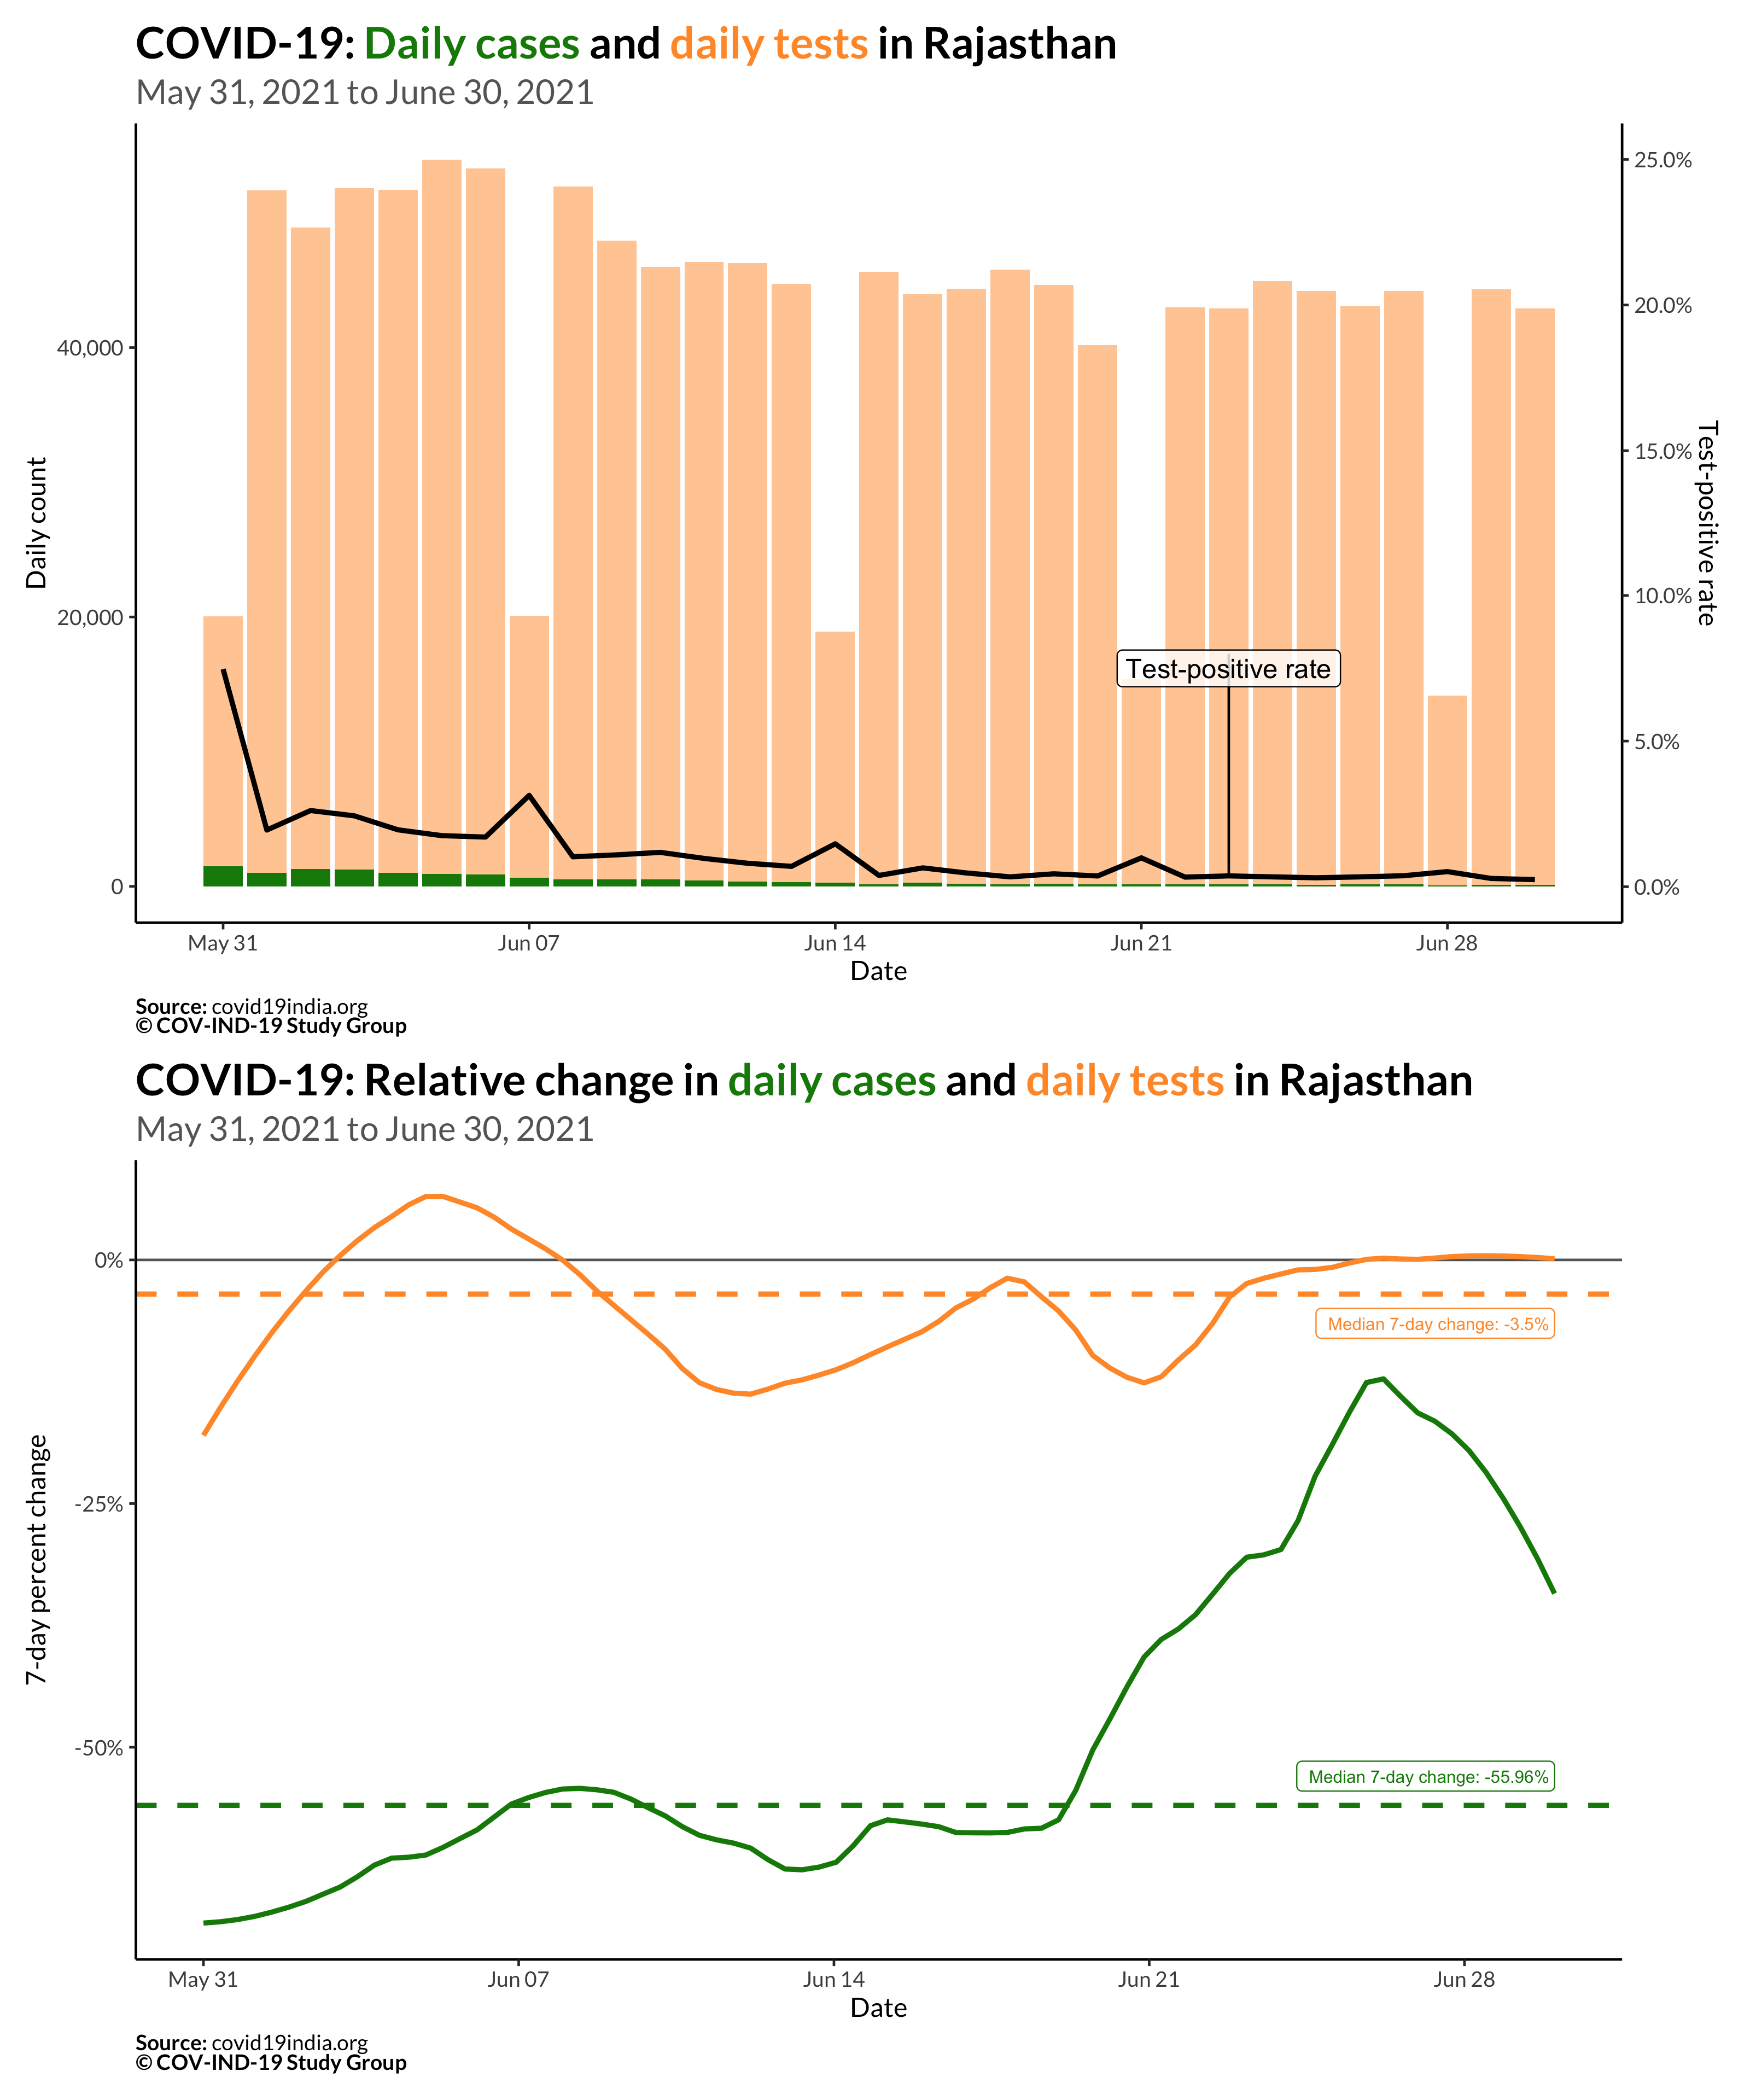 COVID-19: Daily cases and daily tests in Rajasthan
May 31, 2021 to June 30, 2021
Daily count
40,000
20,000
0
25.0%
20.0%
15.0%
10.0%
5.0%
0.0%
Test-positive rate
Test-positive rate
May 31
Jun 07
Jun 14
Jun 21
Jun 28
Date
Source: covid19india.org
© COV-IND-19 Study Group
COVID-19: Relative change in daily cases and daily tests in Rajasthan
May 31, 2021 to June 30, 2021
7-day percent change
0%
-25%
-50%
Median 7-day change: -3.5%
Median 7-day change: -55.96%
May 31
Jun 07
Jun 14
Jun 21
Jun 28
Date
Source: covid19india.org
© COV-IND-19 Study Group